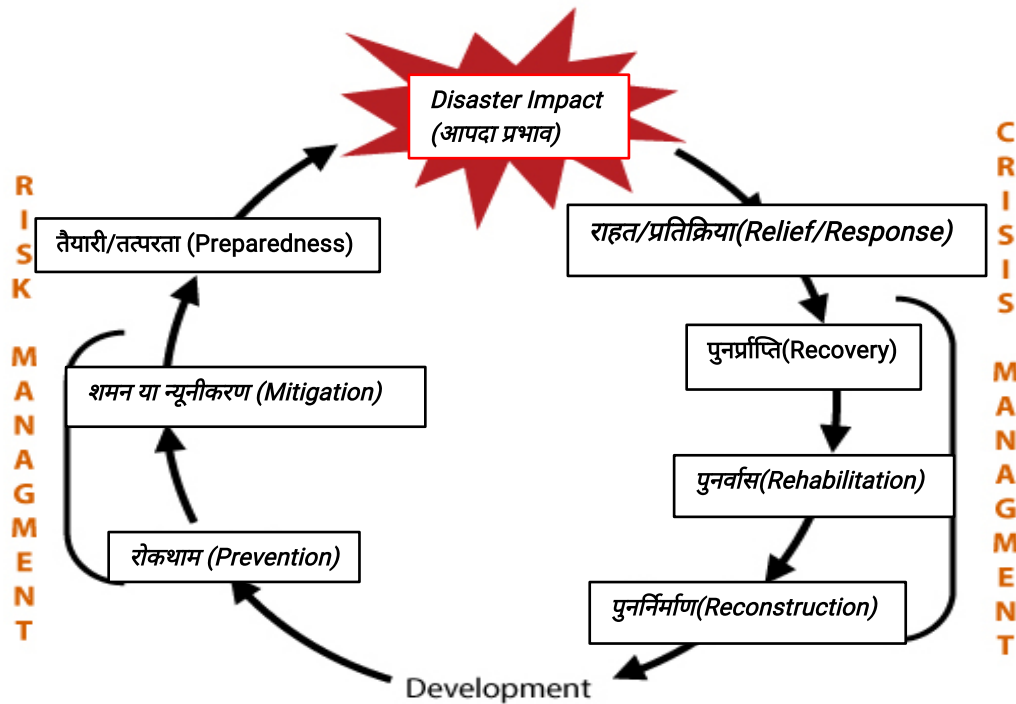 Disaster Impact
(आपदा प्रभाव)
राहत/प्रतिक्रिया(Relief/Response)
पुनर्प्राप्ति(Recovery)
पुनर्वास(Rehabilitation)
पुनर्निर्माण(Reconstruction)
Development
रोकथाम (Prevention)
शमन या न्यूनीकरण (Mitigation)
तैयारी/तत्परता (Preparedness)
RISK MANAGMENT
CRISIS MANAGMENT